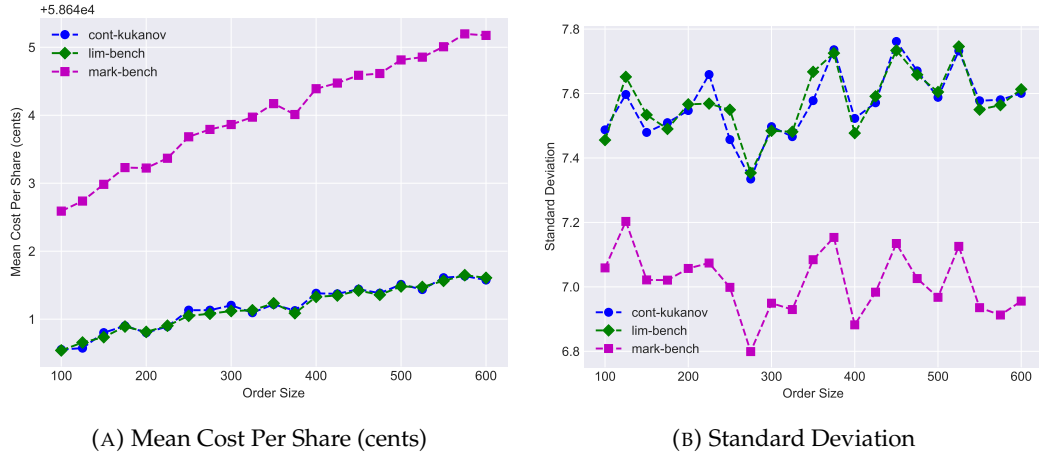 +5.864e4
cont-kukanov
lim-bench
mark-bench
5
4
3
2
1
Mean Cost Per Share (cents)
100 200 300 400 500 600
Order Size
(A) Mean Cost Per Share (cents)
7.8
7.6
7.4
7.2
7.0
6.8
Standard Deviation
cont-kukanov
lim-bench
mark-bench
100 200 300 400 500 600
Order Size
(B) Standard Deviation